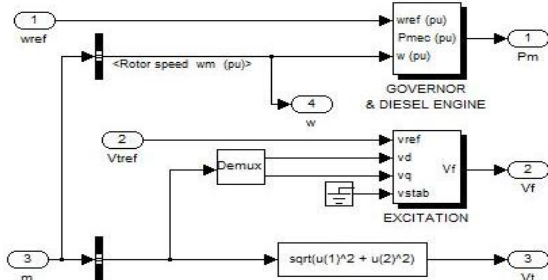 1
wref
wref (pu)
Pmec (pu)
w (pu)
1
Pm
<Rotor speed wm (pu)>
GOVERNOR
& DIESEL ENGINE
4
w
2
Vtref
Demux
vref
vd
vq
vstab
Vf
2
Vf
EXCITATION
3
m
sqrt(u(1)^2 + u(2)^2)
3
Vt